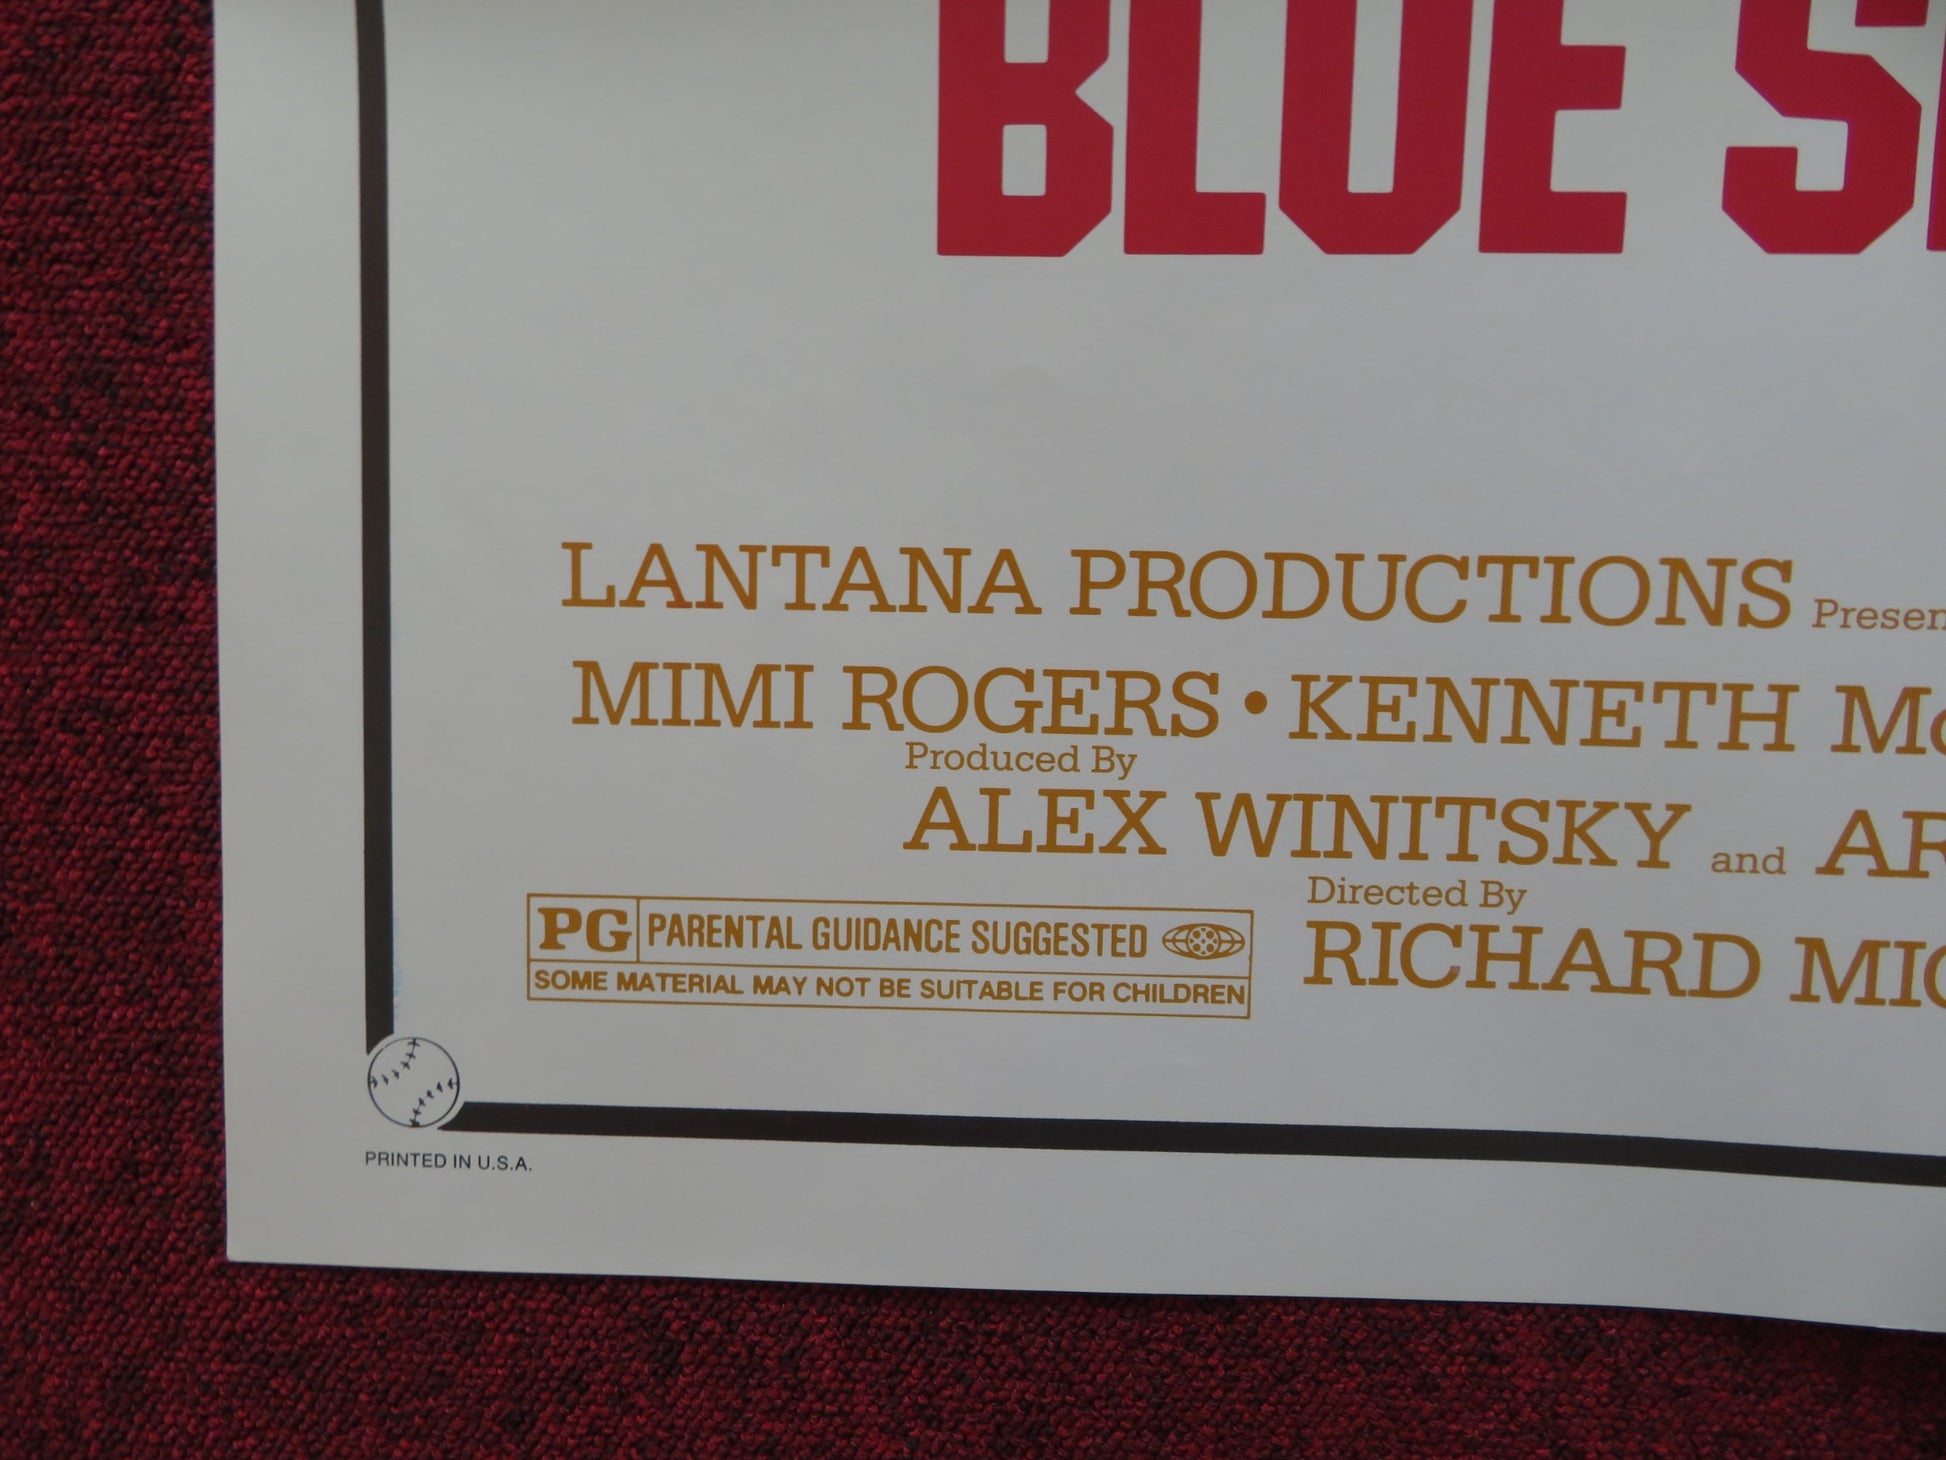 BLUE
LANTANA PRODUCTIONS
MIMI ROGERS • KENNETH
Produced By
ALEX WINITSKY and
Directed By
RICHARD
PG PARENTAL GUIDANCE SUGGESTED
SOME MATERIAL MAY NOT BE SUITABLE FOR CHILDREN
PRINTED IN U.S.A.